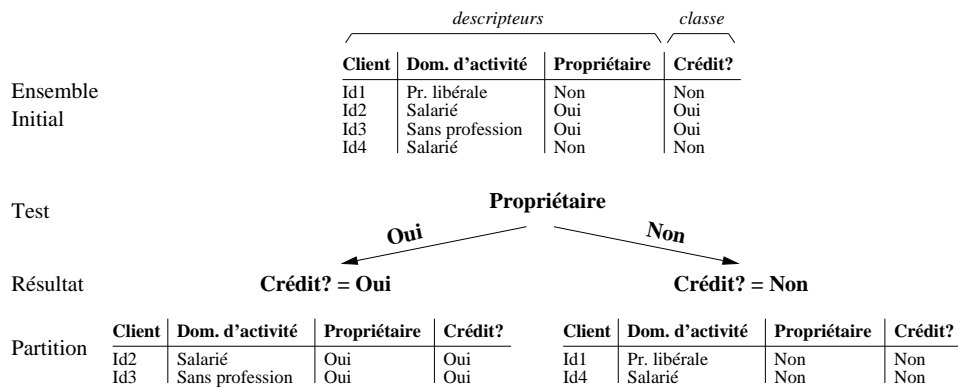 descripteurs classe
Client Dom. d'activité Propriétaire Crédit?
Ensemble Initial
Id1 Pr. libérale Non Non
Id2 Salarié Oui Oui
Id3 Sans profession Oui Oui
Id4 Salarié Non Non
Test
Propriétaire
Oui Non
Résultat Crédit? = Oui Crédit? = Non
Partition
Client Dom. d'activité Propriétaire Crédit?
Id2 Salarié Oui Oui
Id3 Sans profession Oui Oui
Client Dom. d'activité Propriétaire Crédit?
Id1 Pr. libérale Non Non
Id4 Salarié Non Non